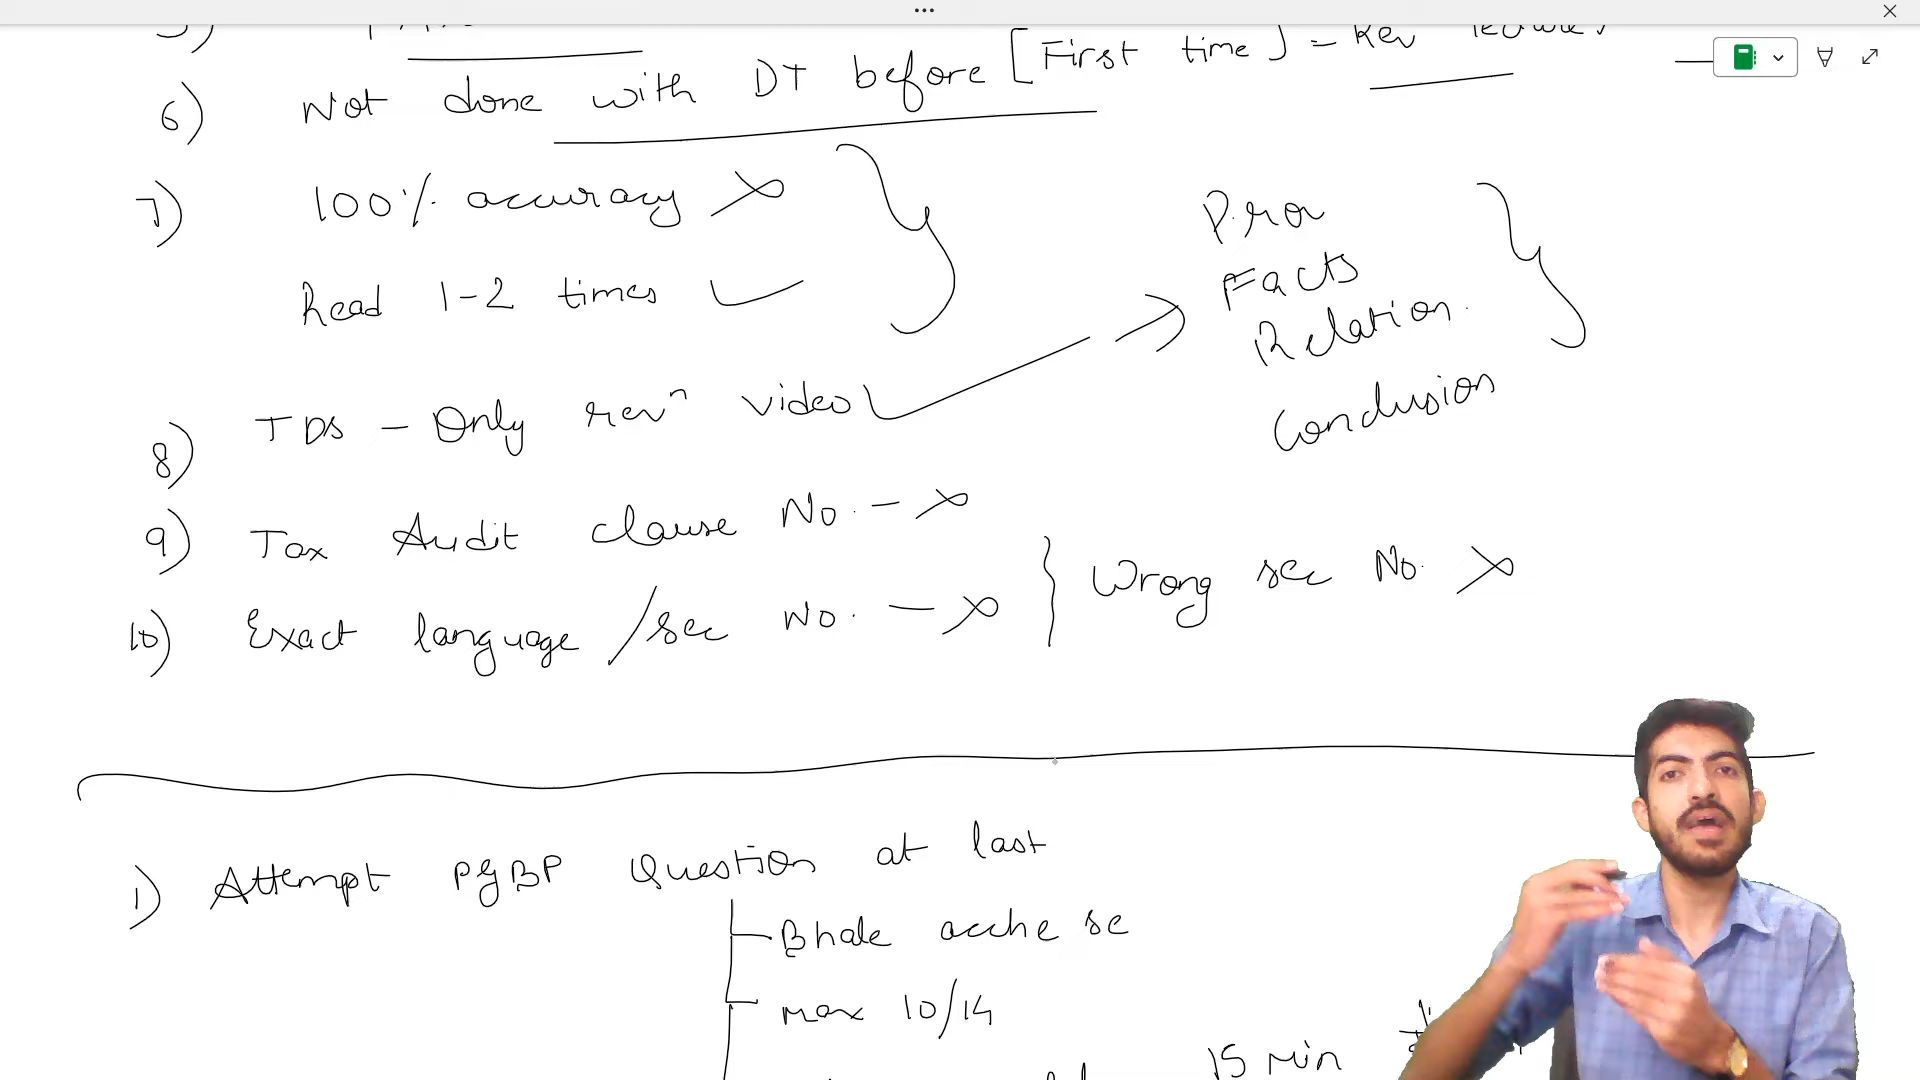 6) Not done with DT before [First time] = Rev
7) 100% accuracy
Read 1-2 times
8) TDS - Only revn video
Prov
Facts
Relation.
Conclusion
9) Tax Audit clause No. -
10) Exact language / sec No. -
Wrong sec No.
1) Attempt PGBP Question at last
Bhale acche se
max 10/14
15 min